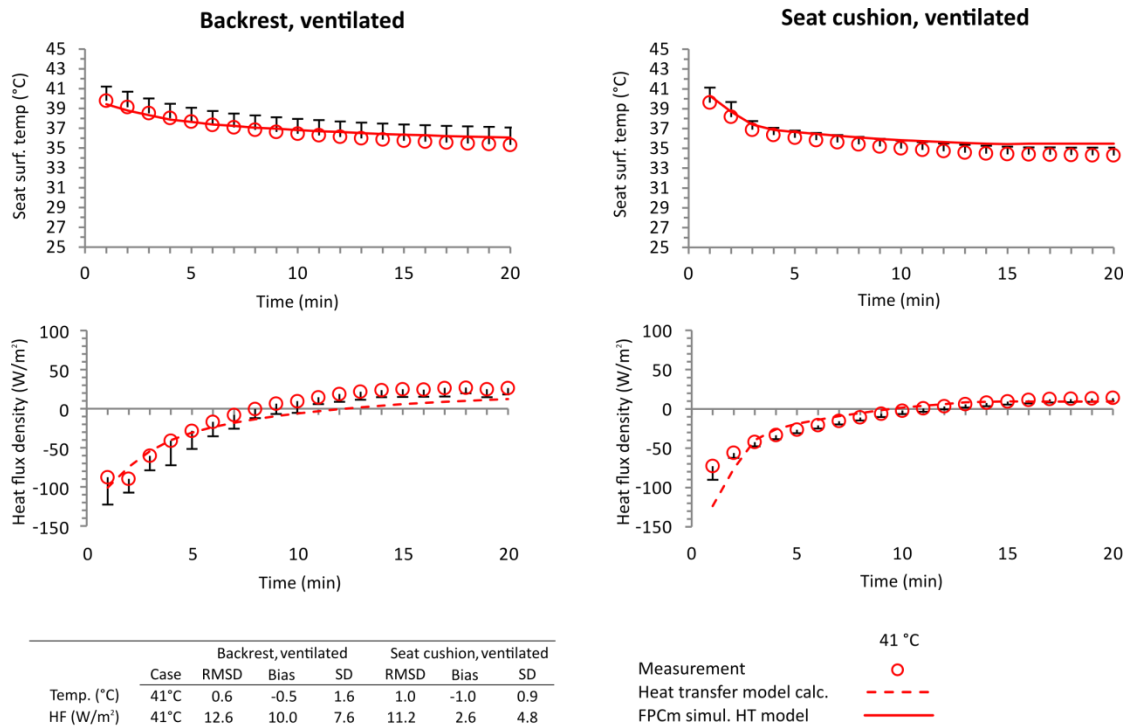 Backrest, ventilated
Seat surf. temp (°C)
45
43
41
39
37
35
33
31
29
27
25
0 5 10 15 20
Time (min)
Seat cushion, ventilated
Seat surf. temp (°C)
45
43
41
39
37
35
33
31
29
27
25
0 5 10 15 20
Time (min)
Heat flux density (W/m²)
100
50
0
-50
-100
-150
0 5 10 15 20
Time (min)
Heat flux density (W/m²)
100
50
0
-50
-100
-150
0 5 10 15 20
Time (min)
Backrest, ventilated Seat cushion, ventilated
Case RMSD Bias SD RMSD Bias SD
Temp. (°C) 41°C 0.6 -0.5 1.6 1.0 -1.0 0.9
HF (W/m²) 41°C 12.6 10.0 7.6 11.2 2.6 4.8
41 °C
Measurement
Heat transfer model calc.
FPCm simul. HT model